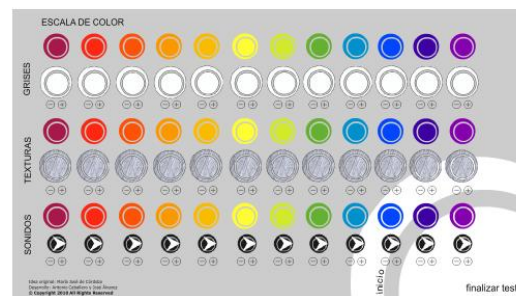 ESCALA DE COLOR
GRISES
TEXTURAS
SONIDOS
Idea original: María José de Córdoba
Desarrollo: Antonio Caballero y José Álvarez
© Copyright 2010 All Rights Reserved
inicio
finalizar test